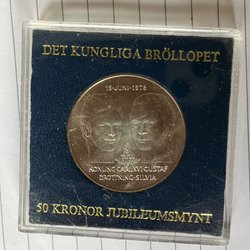 DET KUNGLIGA BRÖLLOPET
19·JUNI·1976
KONUNG·CARL XVI·GUSTAF
DROTTNING·SILVIA
50 KRONOR JUBILEUMSMYNT